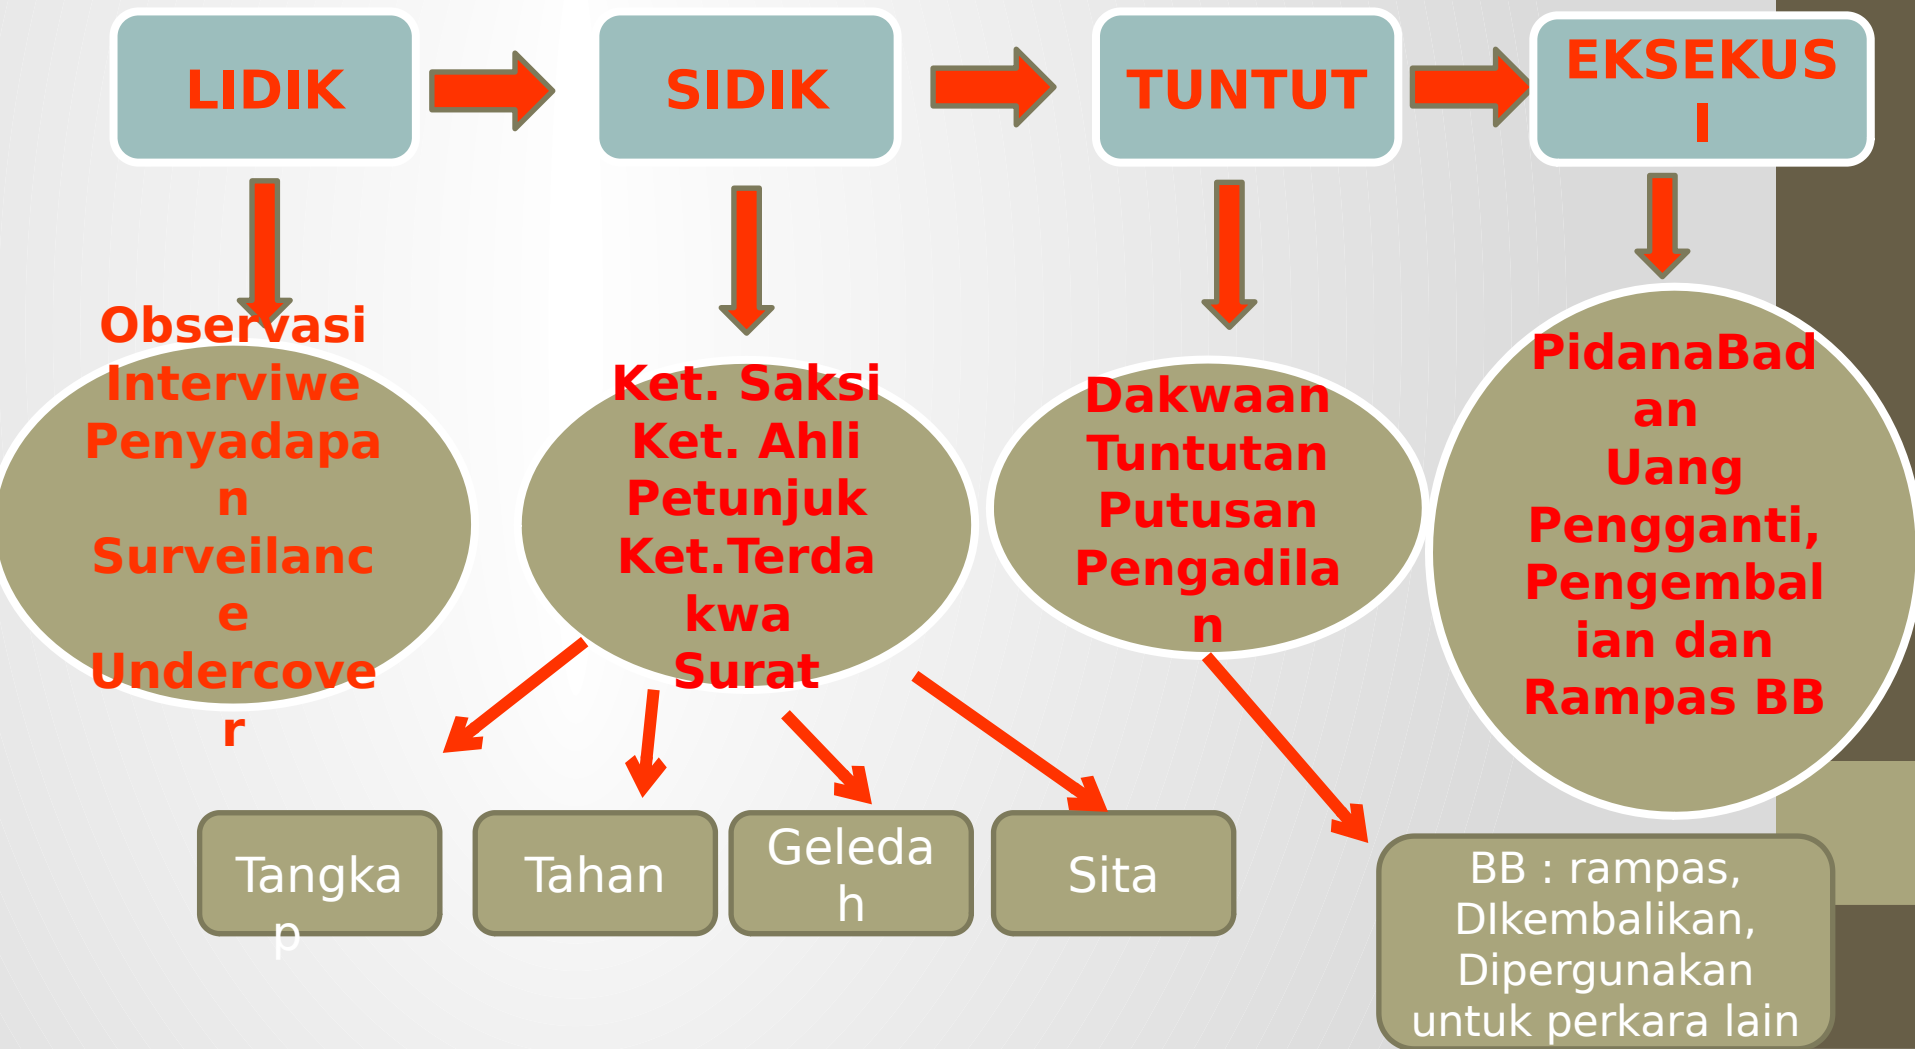 LIDIK
SIDIK
TUNTUT
EKSEKUS
I
Observasi
Interviwe
Penyadapa
n
Surveilanc
e
Undercove
r
Ket. Saksi
Ket. Ahli
Petunjuk
Ket.Terda
kwa
Surat
Dakwaan
Tuntutan
Putusan
Pengadila
n
PidanaBad
an
Uang
Pengganti,
Pengembal
ian dan
Rampas BB
Tangka
p
Tahan
Geleda
h
Sita
BB : rampas,
DIkembalikan,
Dipergunakan
untuk perkara lain